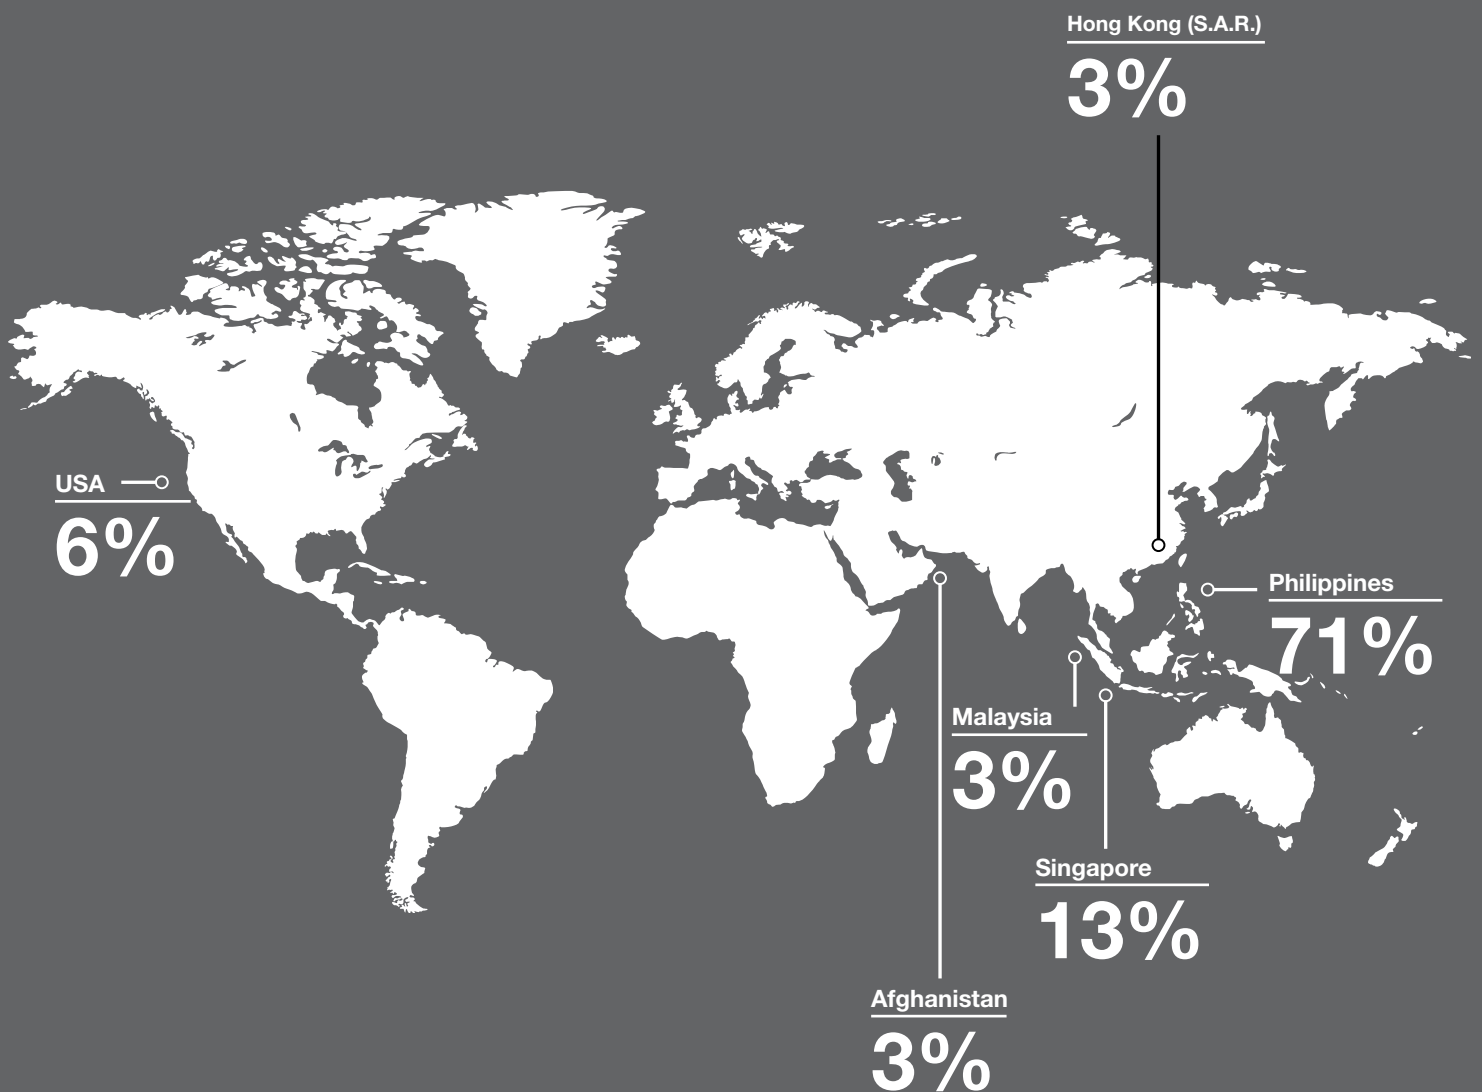 Hong Kong (S.A.R.)
3%
USA
6%
Philippines
71%
Malaysia
3%
Singapore
13%
Afghanistan
3%